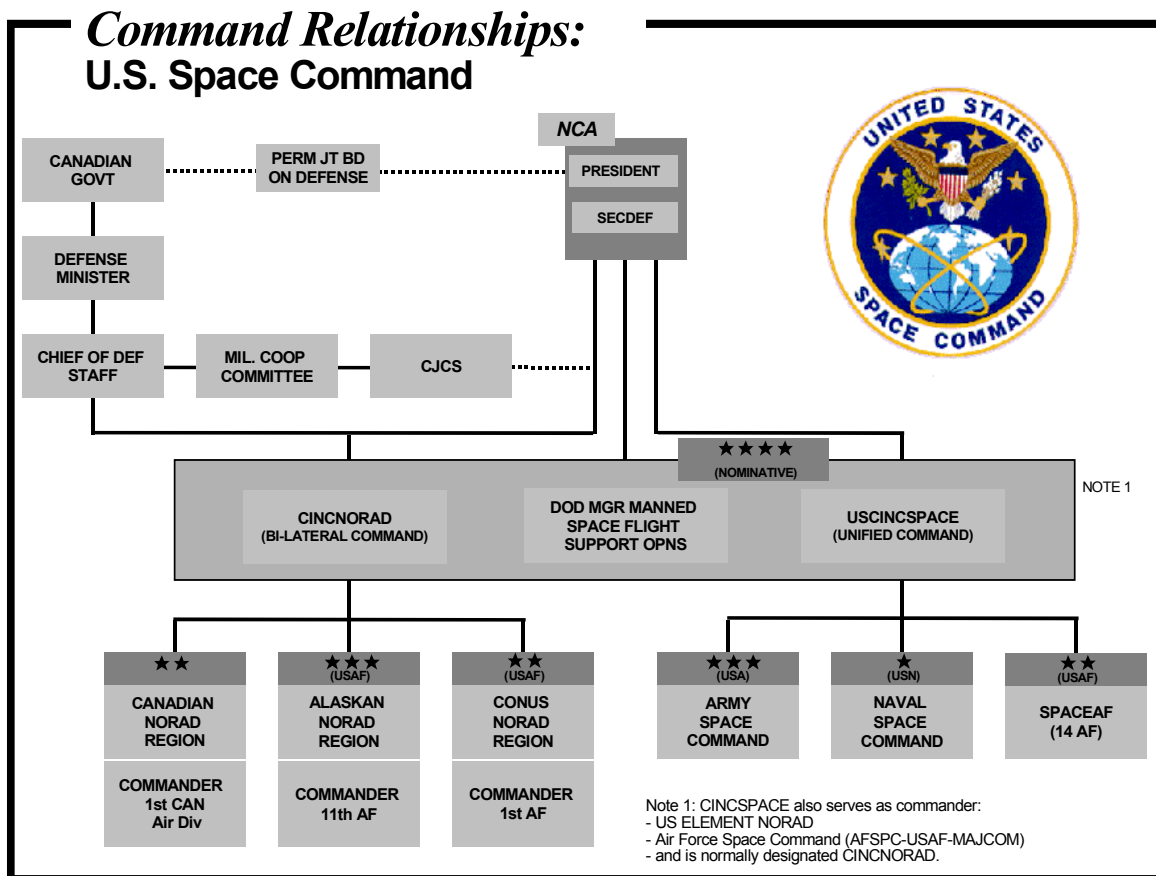 Command Relationships:
U.S. Space Command
UNITED STATES
SPACE COMMAND
NCA
CANADIAN
GOVT
PERM JT BD
ON DEFENSE
PRESIDENT
SECDEF
DEFENSE
MINISTER
CHIEF OF DEF
STAFF
MIL. COOP
COMMITTEE
CJCS
(NOMINATIVE)
NOTE 1
CINCNORAD
(BI-LATERAL COMMAND)
DOD MGR MANNED
SPACE FLIGHT
SUPPORT OPNS
USCINCSPACE
(UNIFIED COMMAND)
CANADIAN
NORAD
REGION
COMMANDER
1st CAN
Air Div
(USAF)
ALASKAN
NORAD
REGION
COMMANDER
11th AF
(USAF)
CONUS
NORAD
REGION
COMMANDER
1st AF
(USA)
ARMY
SPACE
COMMAND
(USN)
NAVAL
SPACE
COMMAND
(USAF)
SPACEAF
(14 AF)
Note 1: CINCSPACE also serves as commander:
- US ELEMENT NORAD
- Air Force Space Command (AFSPC-USAF-MAJCOM)
- and is normally designated CINCNORAD.